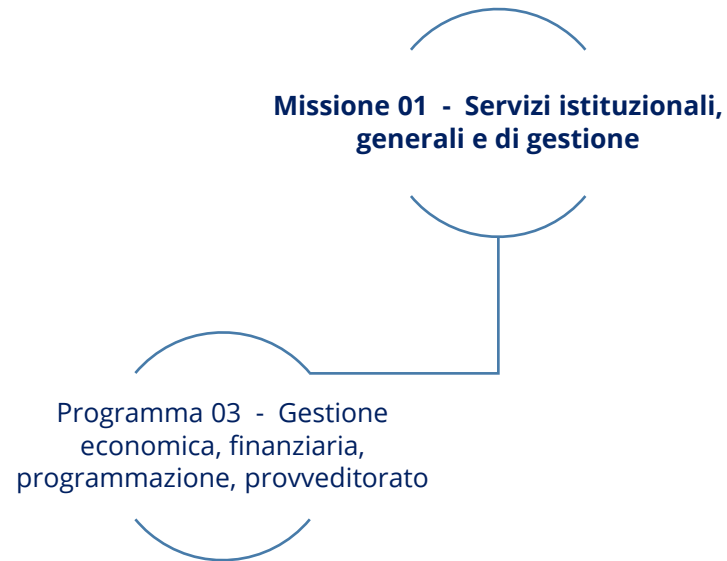 Missione 01 - Servizi istituzionali,
generali e di gestione
Programma 03 - Gestione
economica, finanziaria,
programmazione, provveditorato